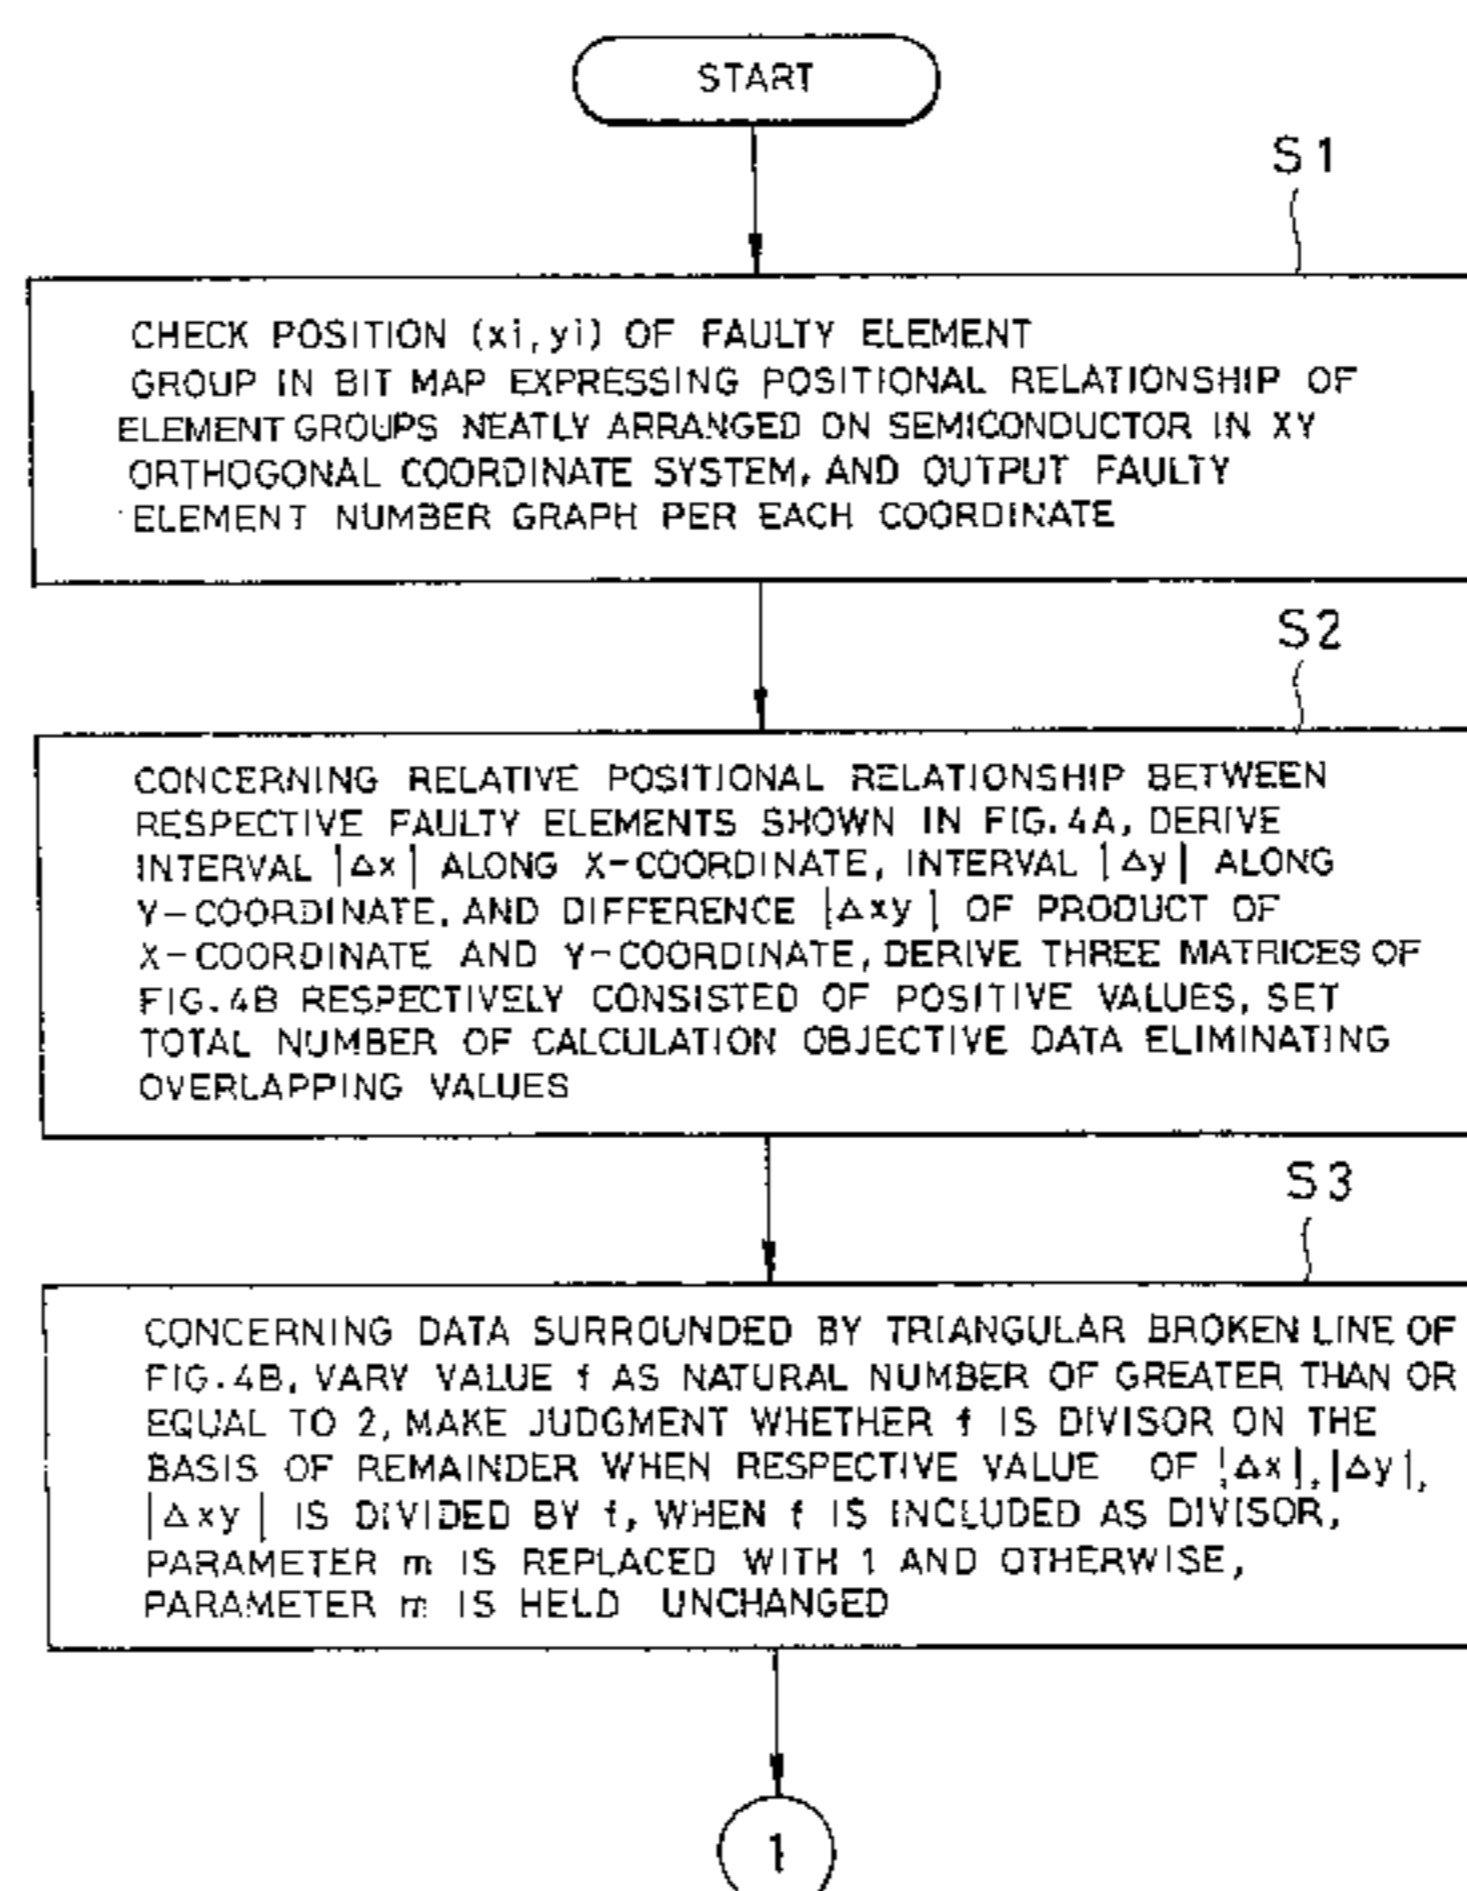 START
S1
CHECK POSITION (xi,yi) OF FAULTY ELEMENT
GROUP IN BIT MAP EXPRESSING POSITIONAL RELATIONSHIP OF
ELEMENT GROUPS NEATLY ARRANGED ON SEMICONDUCTOR IN XY
ORTHOGONAL COORDINATE SYSTEM, AND OUTPUT FAULTY
ELEMENT NUMBER GRAPH PER EACH COORDINATE
S2
CONCERNING RELATIVE POSITIONAL RELATIONSHIP BETWEEN
RESPECTIVE FAULTY ELEMENTS SHOWN IN FIG.4A, DERIVE
INTERVAL |Δx| ALONG X-COORDINATE, INTERVAL |Δy| ALONG
Y-COORDINATE, AND DIFFERENCE |Δxy| OF PRODUCT OF
X-COORDINATE AND Y-COORDINATE, DERIVE THREE MATRICES OF
FIG.4B RESPECTIVELY CONSISTED OF POSITIVE VALUES, SET
TOTAL NUMBER OF CALCULATION OBJECTIVE DATA ELIMINATING
OVERLAPPING VALUES
S3
CONCERNING DATA SURROUNDED BY TRIANGULAR BROKEN LINE OF
FIG.4B, VARY VALUE f AS NATURAL NUMBER OF GREATER THAN OR
EQUAL TO 2, MAKE JUDGMENT WHETHER f IS DIVISOR ON THE
BASIS OF REMAINDER WHEN RESPECTIVE VALUE OF |Δx|, |Δy|,
|Δxy| IS DIVIDED BY f, WHEN f IS INCLUDED AS DIVISOR,
PARAMETER m IS REPLACED WITH 1 AND OTHERWISE,
PARAMETER m IS HELD UNCHANGED
1